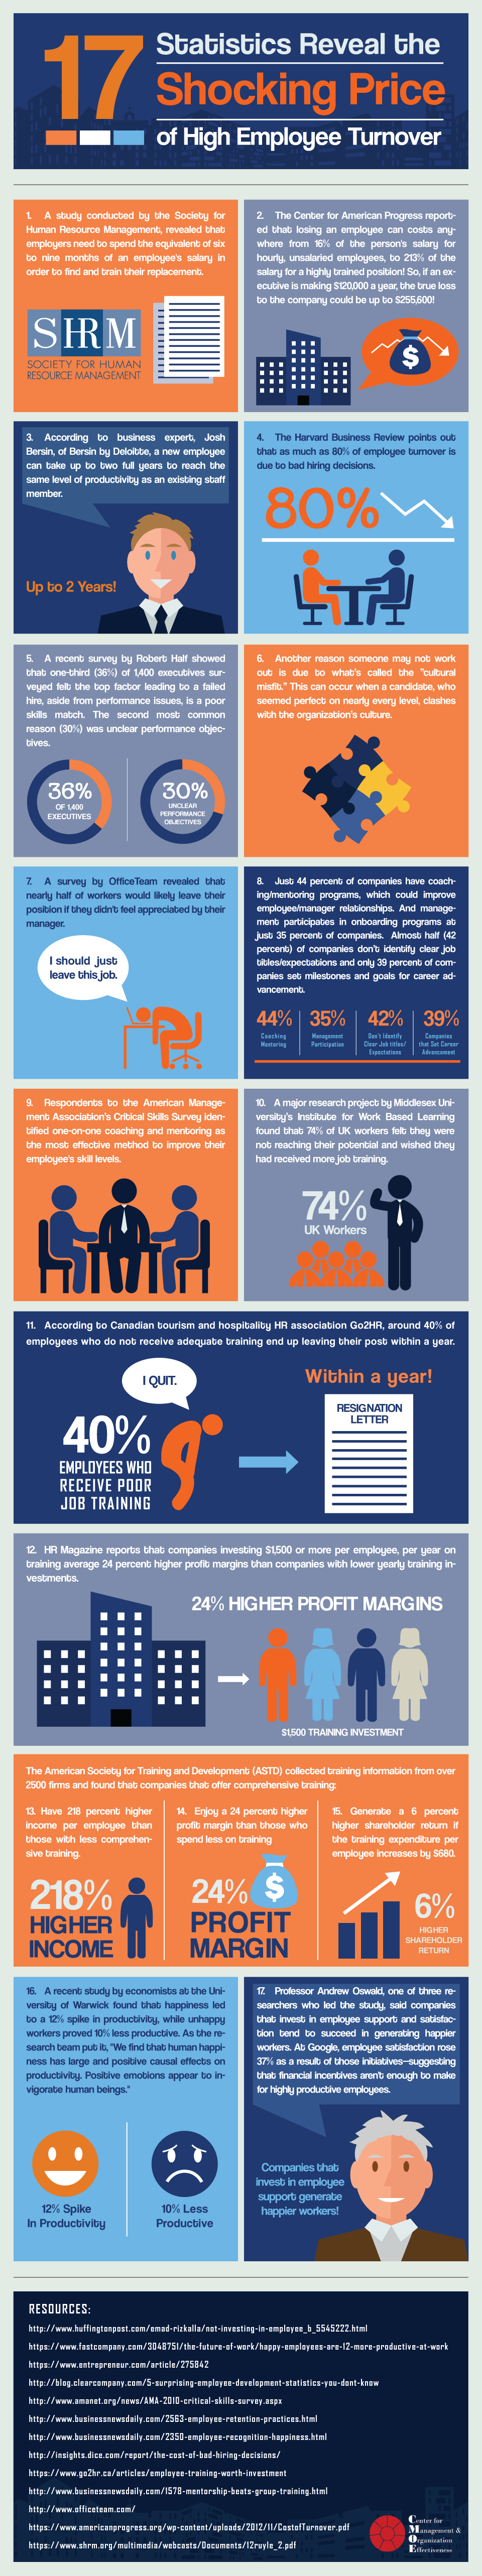 17
Statistics Reveal the
Shocking Price
of High Employee Turnover
1. A study conducted by the Society for
Human Resource Management, revealed that
employers need to spend the equivalent of six
to nine months of an employee's salary in
order to find and train their replacement.
SHRM
SOCIETY FOR HUMAN
RESOURCE MANAGEMENT
2. The Center for American Progress report-
ed that losing an employee can costs any-
where from 16% of the person's salary for
hourly, unsalaried employees, to 213% of the
salary for a highly trained position! So, if an ex-
ecutive is making $120,000 a year, the true loss
to the company could be up to $255,600!
$
3. According to business expert, Josh
Bersin, of Bersin by Deloitte, a new employee
can take up to two full years to reach the
same level of productivity as an existing staff
member.
Up to 2 Years!
4. The Harvard Business Review points out
that as much as 80% of employee turnover is
due to bad hiring decisions.
80%
5. A recent survey by Robert Half showed
that one-third (36%) of 1,400 executives sur-
veyed felt the top factor leading to a failed
hire, aside from performance issues, is a poor
skills match. The second most common
reason (30%) was unclear performance objec-
tives.
36%
OF 1,400
EXECUTIVES
30%
UNCLEAR
PERFORMANCE
OBJECTIVES
6. Another reason someone may not work
out is due to what's called the "cultural
misfit." This can occur when a candidate, who
seemed perfect on nearly every level, clashes
with the organization's culture.
7. A survey by OfficeTeam revealed that
nearly half of workers would likely leave their
position if they didn't feel appreciated by their
manager.
I should just
leave this job.
8. Just 44 percent of companies have coach-
ing/mentoring programs, which could improve
employee/manager relationships. And manage-
ment participates in onboarding programs at
just 35 percent of companies. Almost half (42
percent) of companies don't identify clear job
titles/expectations and only 39 percent of com-
panies set milestones and goals for career ad-
vancement.
44%
Coaching
Mentoring
35%
Management
Participation
42%
Don't Identify
Clear Job titles/
Expectations
39%
Companies
that Set Career
Advancement
9. Respondents to the American Manage-
ment Association's Critical Skills Survey iden-
tified one-on-one coaching and mentoring as
the most effective method to improve their
employee's skill levels.
10. A major research project by Middlesex Uni-
versity's Institute for Work Based Learning
found that 74% of UK workers felt they were
not reaching their potential and wished they
had received more job training.
74%
UK Workers
11. According to Canadian tourism and hospitality HR association Go2HR, around 40% of
employees who do not receive adequate training end up leaving their post within a year.
I QUIT.
40%
EMPLOYEES WHO
RECEIVE POOR
JOB TRAINING
Within a year!
RESIGNATION
LETTER
12. HR Magazine reports that companies investing $1,500 or more per employee, per year on
training average 24 percent higher profit margins than companies with lower yearly training in-
vestments.
24% HIGHER PROFIT MARGINS
$1,500 TRAINING INVESTMENT
The American Society for Training and Development (ASTD) collected training information from over
2500 firms and found that companies that offer comprehensive training:
13. Have 218 percent higher
income per employee than
those with less comprehen-
sive training.
218%
HIGHER
INCOME
14. Enjoy a 24 percent higher
profit margin than those who
spend less on training
24%
$
PROFIT
MARGIN
15. Generate a 6 percent
higher shareholder return if
the training expenditure per
employee increases by $680.
6%
HIGHER
SHAREHOLDER
RETURN
16. A recent study by economists at the Uni-
versity of Warwick found that happiness led
to a 12% spike in productivity, while unhappy
workers proved 10% less productive. As the re-
search team put it, "We find that human happi-
ness has large and positive causal effects on
productivity. Positive emotions appear to in-
vigorate human beings."
12% Spike
In Productivity
10% Less
Productive
17. Professor Andrew Oswald, one of three re-
searchers who led the study, said companies
that invest in employee support and satisfac-
tion tend to succeed in generating happier
workers. At Google, employee satisfaction rose
37% as a result of those initiatives—suggesting
that financial incentives aren't enough to make
for highly productive employees.
Companies that
invest in employee
support generate
happier workers!
RESOURCES:
http://www.huffingtonpost.com/emad-rizkalla/not-investing-in-employee_b_5545222.html
https://www.fastcompany.com/3048751/the-future-of-work/happy-employees-are-12-more-productive-at-work
https://www.entrepreneur.com/article/275842
http://blog.clearcompany.com/5-surprising-employee-development-statistics-you-dont-know
http://www.amanet.org/news/AMA-2010-critical-skills-survey.aspx
http://www.businessnewsdaily.com/2563-employee-retention-practices.html
http://www.businessnewsdaily.com/2350-employee-recognition-happiness.html
http://insights.dice.com/report/the-cost-of-bad-hiring-decisions/
https://www.go2hr.ca/articles/employee-training-worth-investment
http://www.businessnewsdaily.com/1578-mentorship-beats-group-training.html
http://www.officeteam.com/
https://www.americanprogress.org/wp-content/uploads/2012/11/CostofTurnover.pdf
https://www.shrm.org/multimedia/webcasts/Documents/12ruyle_2.pdf
Center for
Management &
Organization
Effectiveness